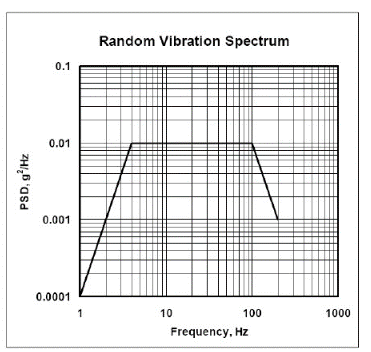 Random Vibration Spectrum
0.1
0.01
0.001
0.0001
PSD, g²/Hz
1 10 100 1000
Frequency, Hz